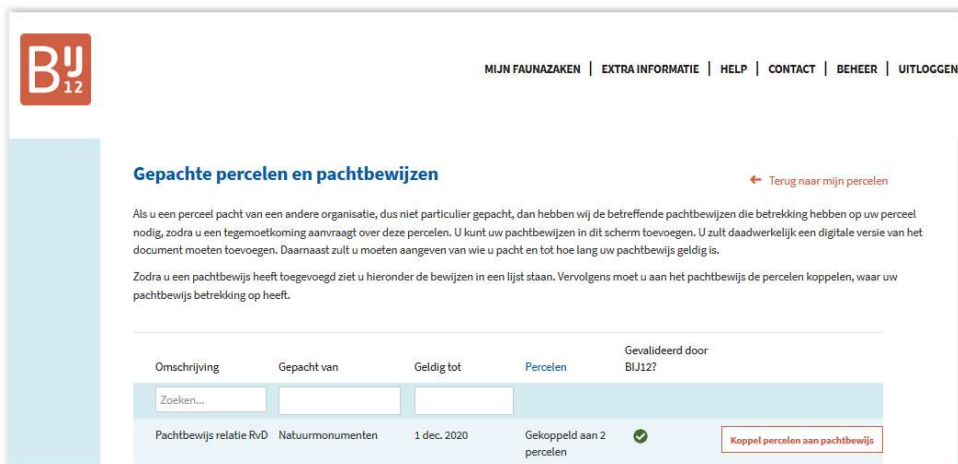 BIJ
12
MIJN FAUNAZAKEN | EXTRA INFORMATIE | HELP | CONTACT | BEHEER | UITLOGGEN
Gepachte percelen en pachtbewijzen
← Terug naar mijn percelen
Als u een perceel pacht van een andere organisatie, dus niet particulier gepacht, dan hebben wij de betreffende pachtbewijzen die betrekking hebben op uw perceel
nodig, zodra u een tegemoetkoming aanvraagt over deze percelen. U kunt uw pachtbewijzen in dit scherm toevoegen. U zult daadwerkelijk een digitale versie van het
document moeten toevoegen. Daarnaast zult u moeten aangeven van wie u pacht en tot hoe lang uw pachtbewijs geldig is.
Zodra u een pachtbewijs heeft toegevoegd ziet u hieronder de bewijzen in een lijst staan. Vervolgens moet u aan het pachtbewijs de percelen koppelen, waar uw
pachtbewijs betrekking op heeft.
Omschrijving Gepacht van Geldig tot Percelen Gevalideerd door
BIJ12?
Zoeken...
Pachtbewijs relatie RvD Natuurmonumenten 1 dec. 2020 Gekoppeld aan 2 Koppel percelen aan pachtbewijs
percelen